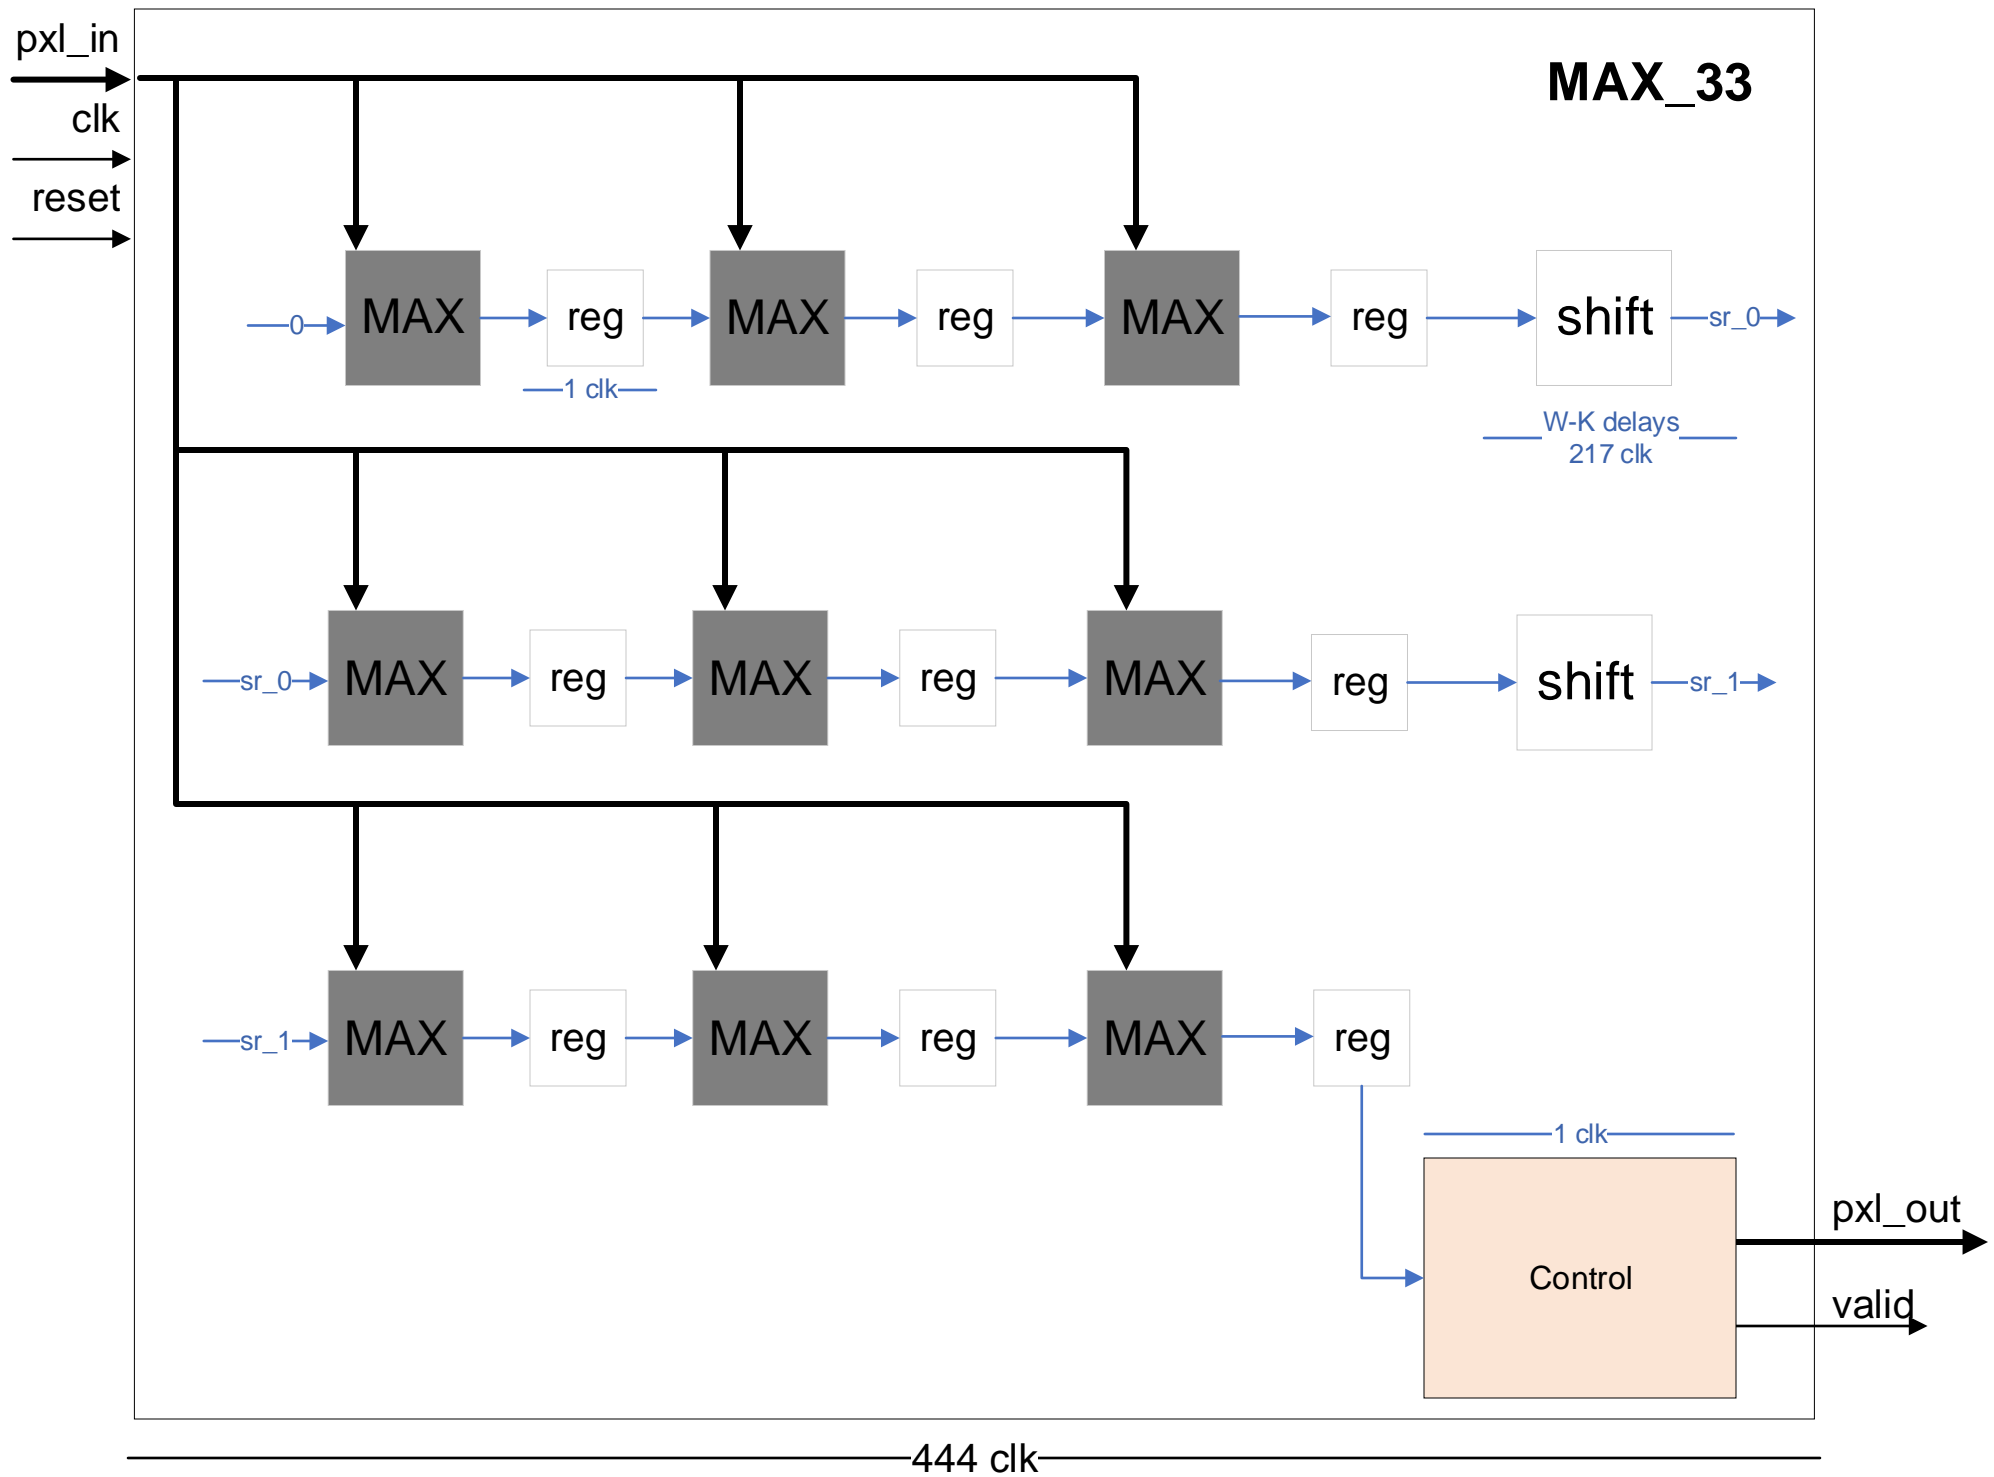 pxl_in
MAX_33
clk
reset
0
MAX
reg
MAX
reg
MAX
reg
shift
sr_0
1 clk
W-K delays
217 clk
sr_0
MAX
reg
MAX
reg
MAX
reg
shift
sr_1
sr_1
MAX
reg
MAX
reg
MAX
reg
1 clk
Control
pxl_out
valid
444 clk